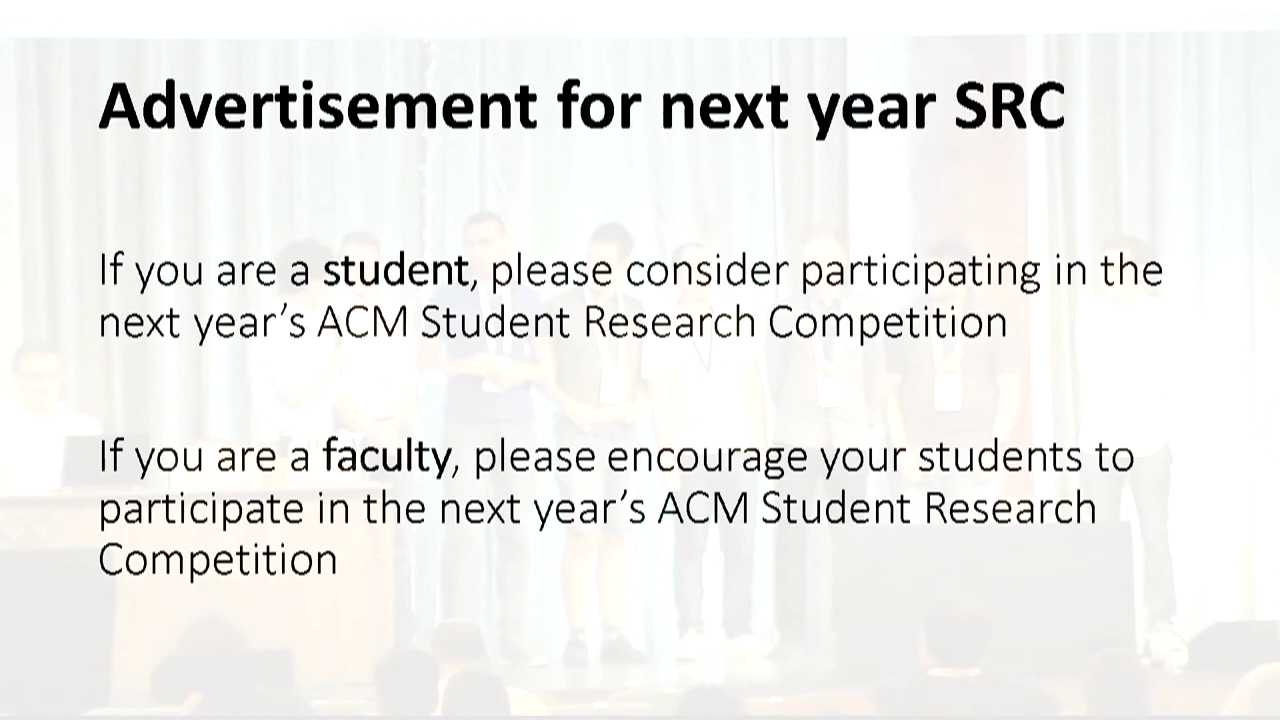 Advertisement for next year SRC
If you are a student, please consider participating in the
next year’s ACM Student Research Competition
If you are a faculty, please encourage your students to
participate in the next year’s ACM Student Research
Competition